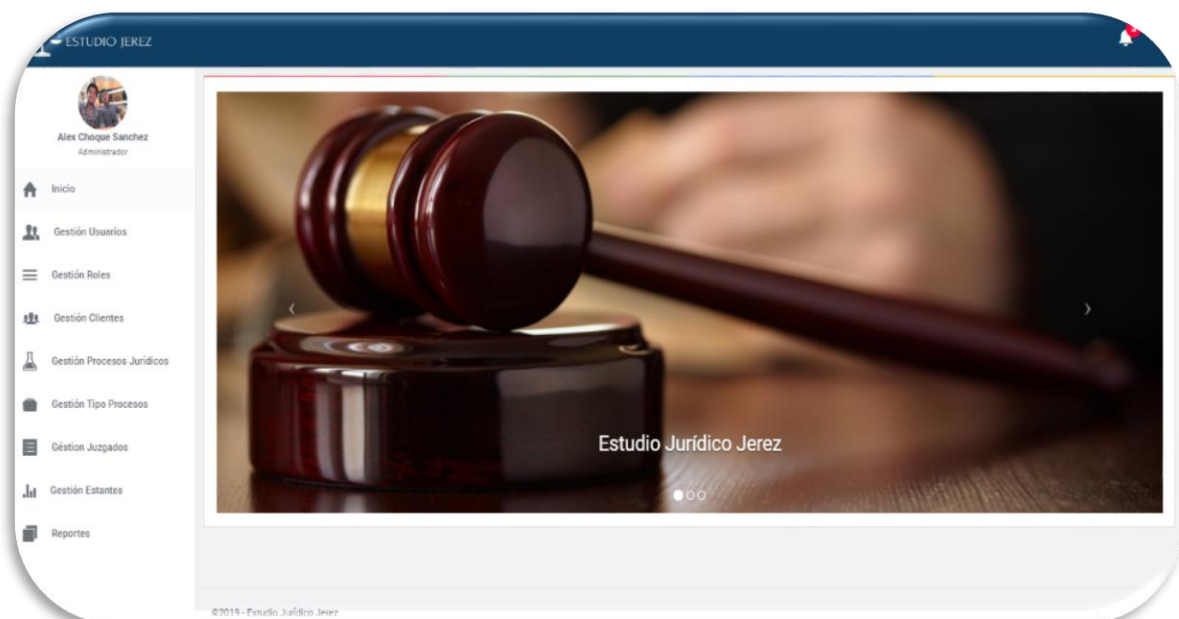 ESTUDIO JEREZ
Alex Choque Sanchez
Administrador
Inicio
Gestión Usuarios
Gestión Roles
Gestión Clientes
Gestión Procesos Jurídicos
Gestión Tipo Procesos
Géstion Juzgados
Gestión Estantes
Reportes
Estudio Jurídico Jerez
©2019 - Estudio Jurídico Jerez